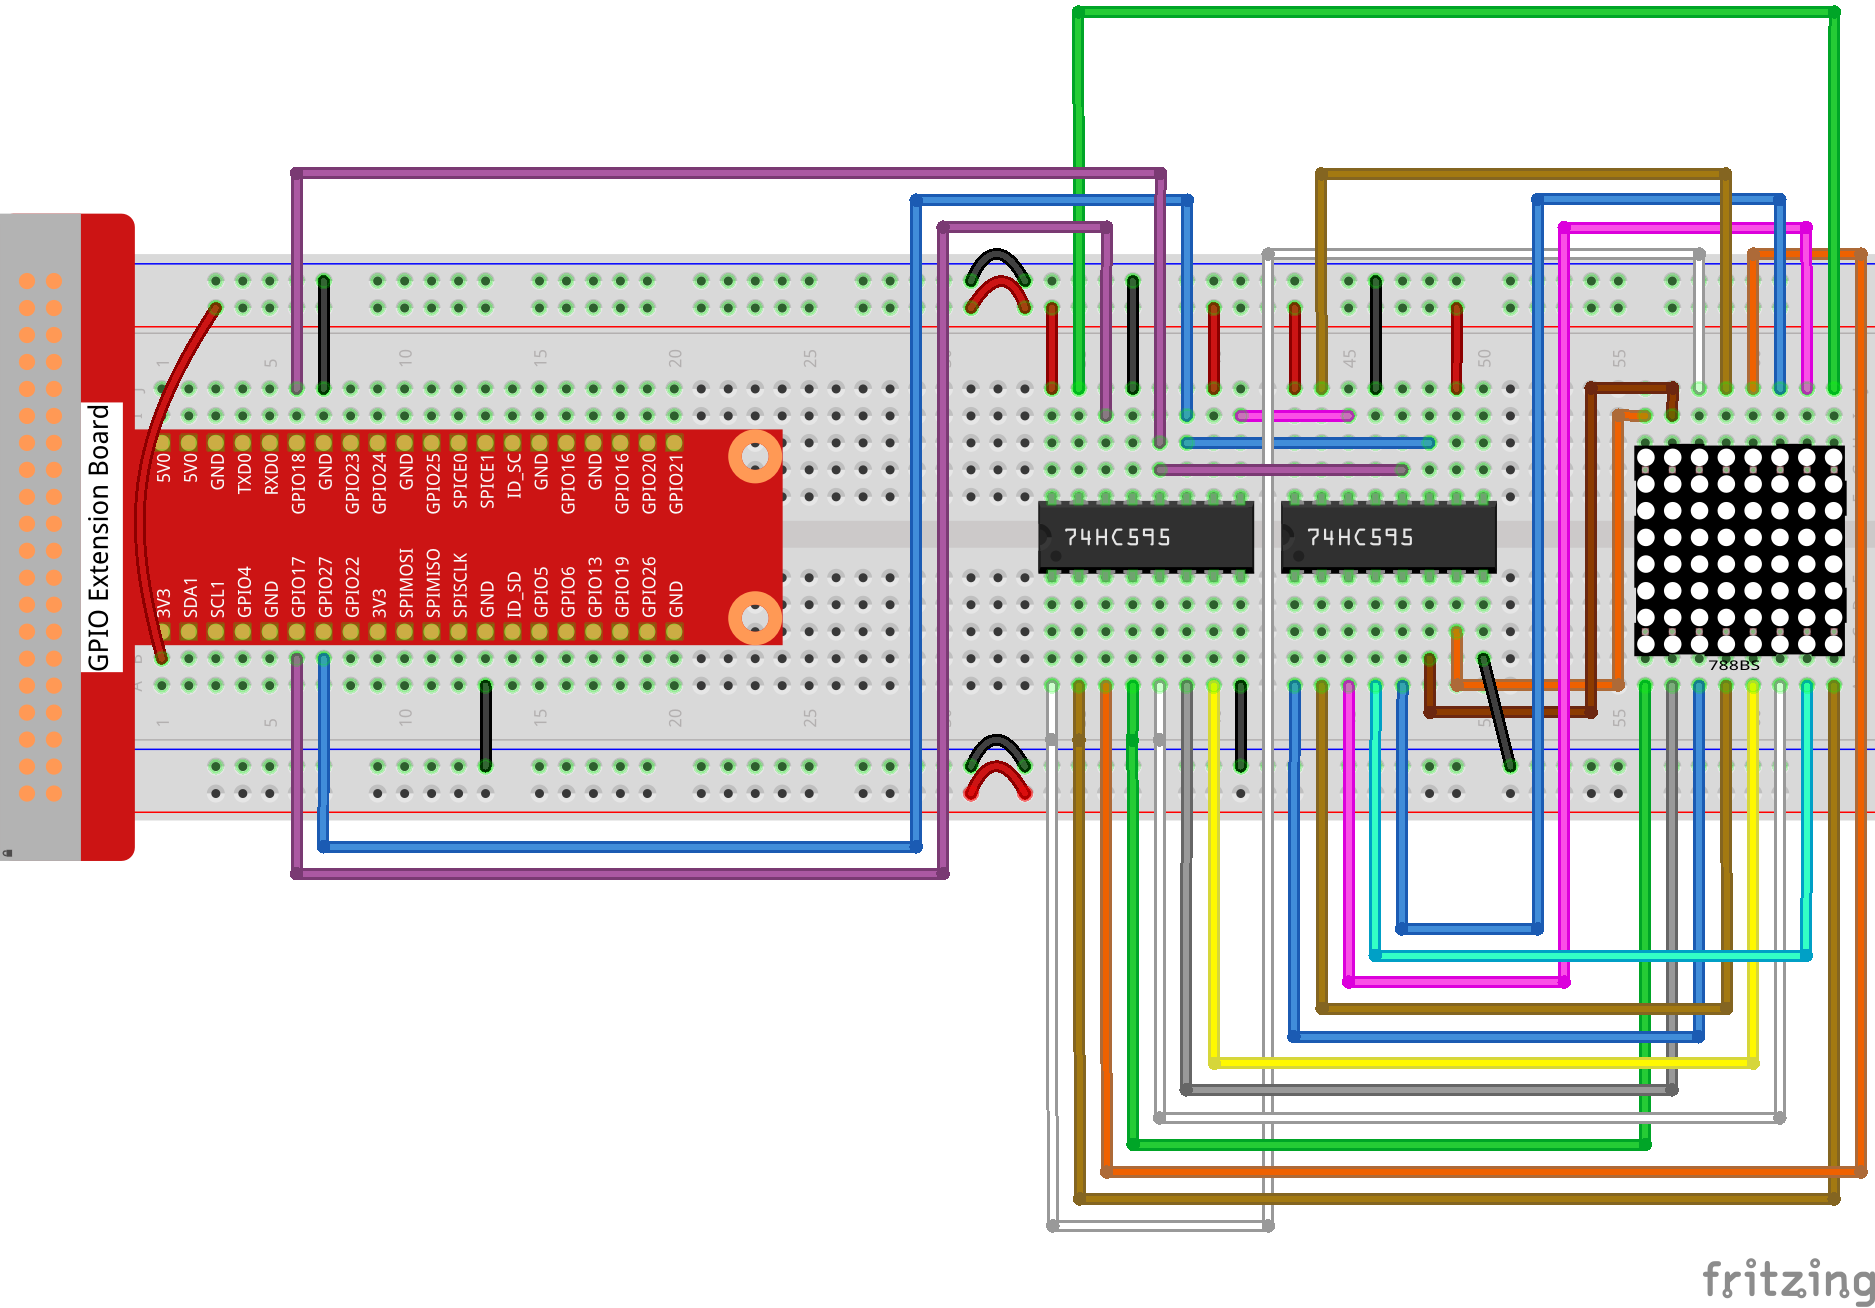 1
5
10
15
20
25
30
45
50
55
J
I
GPIO Extension Board
5V0
5V0
GND
TXD0
RXD0
GPIO18
GND
GPIO23
GPIO24
GND
GPIO25
SPICE0
SPICE1
ID_SC
GND
GPIO16
GND
GPIO16
GPIO20
GPIO21
74HC595
74HC595
3V3
SDA1
SCL1
GPIO4
GND
GPIO17
GPIO27
GPIO22
3V3
SPIMOSI
SPIMISO
SPISCLK
GND
ID_SD
GPIO5
GPIO6
GPIO13
GPIO19
GPIO26
GND
788BS
B
A
1
5
10
15
20
25
55
fritzing